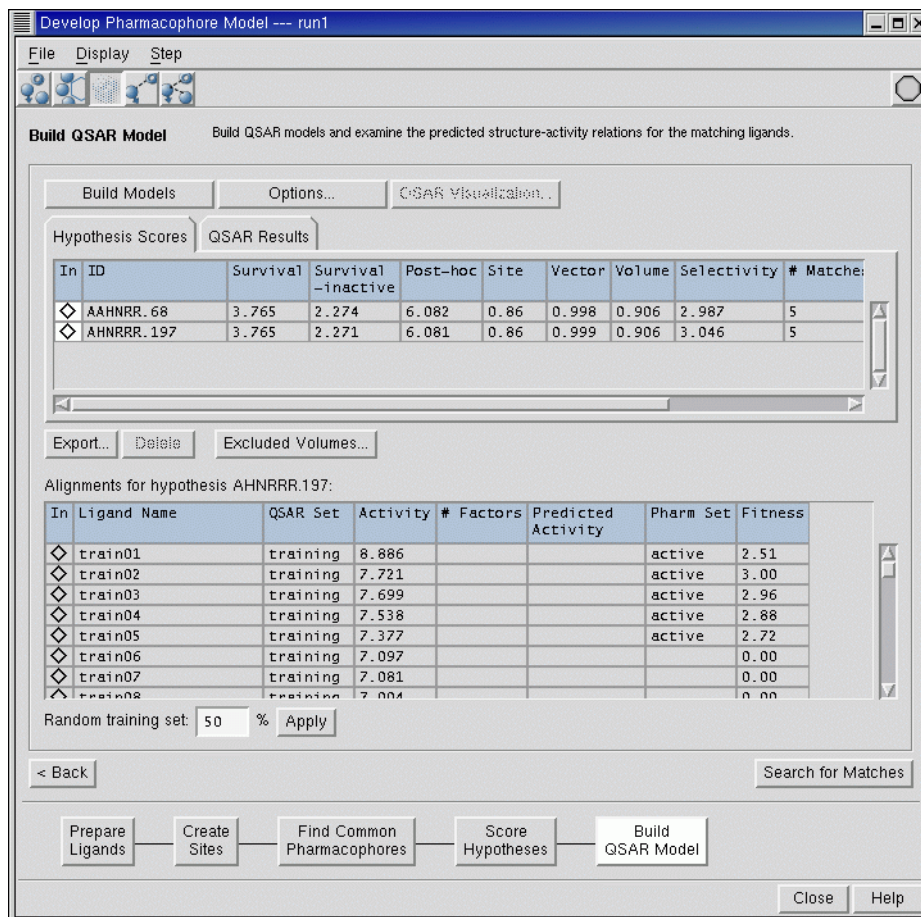 Develop Pharmacophore Model --- run1
File Display Step
Build QSAR Model Build QSAR models and examine the predicted structure-activity relations for the matching ligands.
Build Models Options... QSAR Visualization...
Hypothesis Scores QSAR Results
In ID Survival Survival -inactive Post-hoc Site Vector Volume Selectivity # Matches
AAHNRR.68 3.765 2.274 6.082 0.86 0.998 0.906 2.987 5
AHNRRR.197 3.765 2.271 6.081 0.86 0.999 0.906 3.046 5
Export... Delete Excluded Volumes...
Alignments for hypothesis AHNRRR.197:
In Ligand Name QSAR Set Activity # Factors Predicted Activity Pharm Set Fitness
train01 training 8.886 active 2.51
train02 training 7.721 active 3.00
train03 training 7.699 active 2.96
train04 training 7.538 active 2.88
train05 training 7.377 active 2.72
train06 training 7.097 0.00
train07 training 7.081 0.00
train08 training 7.004 0.00
Random training set: 50 % Apply
< Back Search for Matches
Prepare Ligands Create Sites Find Common Pharmacophores Score Hypotheses Build QSAR Model
Close Help